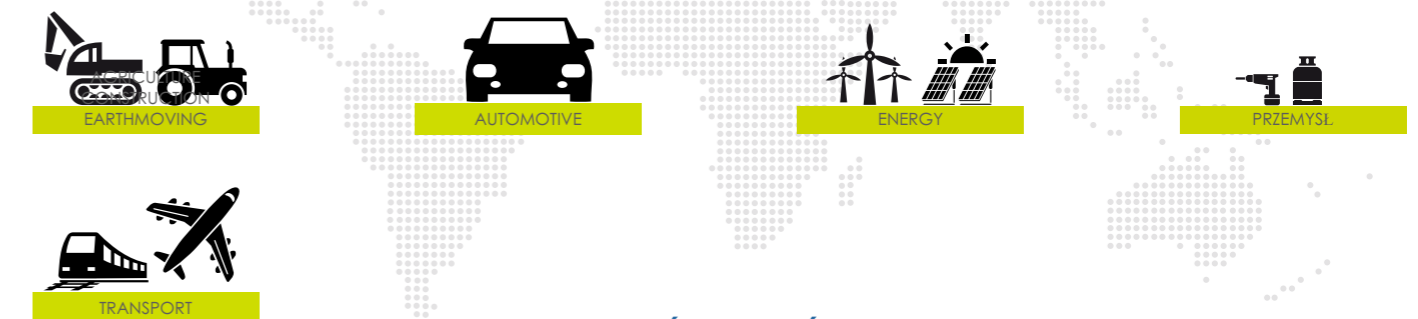 AGRICULTURE
CONSTRUCTION
EARTHMOVING
AUTOMOTIVE
ENERGY
PRZEMYSŁ
TRANSPORT